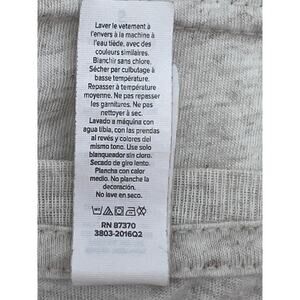 Laver le vetement à
l'envers à la machine à
l'eau tiède, avec des
couleurs similaires.
Blanchir sans chlore.
Sécher par culbutage à
basse température.
Repasser à température
moyenne. Ne pas repasser
les garnitures. Ne pas
nettoyer à sec.
Lavado a máquina con
agua tibia, con las prendas
al revés y colores del
mismo tono. Use solo
blanqueador sin cloro.
Secado de giro lento.
Plancha con calor
medio. No planche la
decoración.
No lave en seco.
RN 87370
3803-2016Q2